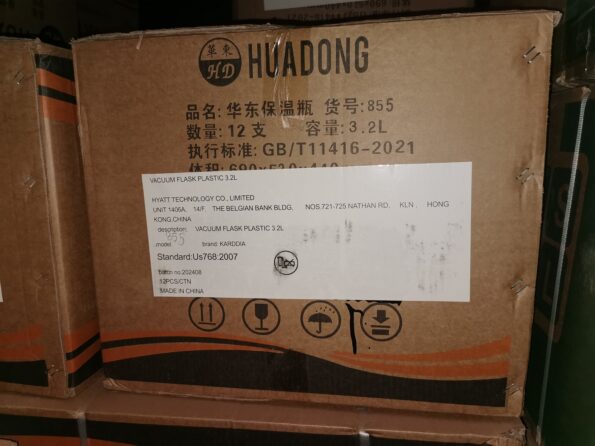 華東
HD
HUADONG
品名: 华东保温瓶 货号: 855
数量: 12支 容量: 3.2L
执行标准: GB/T11416-2021
VACUUM FLASK PLASTIC 3.2L
HYATT TECHNOLOGY CO., LIMITED
UNIT 1406A, 14/F, THE BELGIAN BANK BLDG, NOS.721-725 NATHAN RD, KLN, HONG
KONG,CHINA
description: VACUUM FLASK PLASTIC 3.2L
855
model brand: KARDDIA
Standard:Us768:2007
batch no.202408
12PCS/CTN
MADE IN CHINA